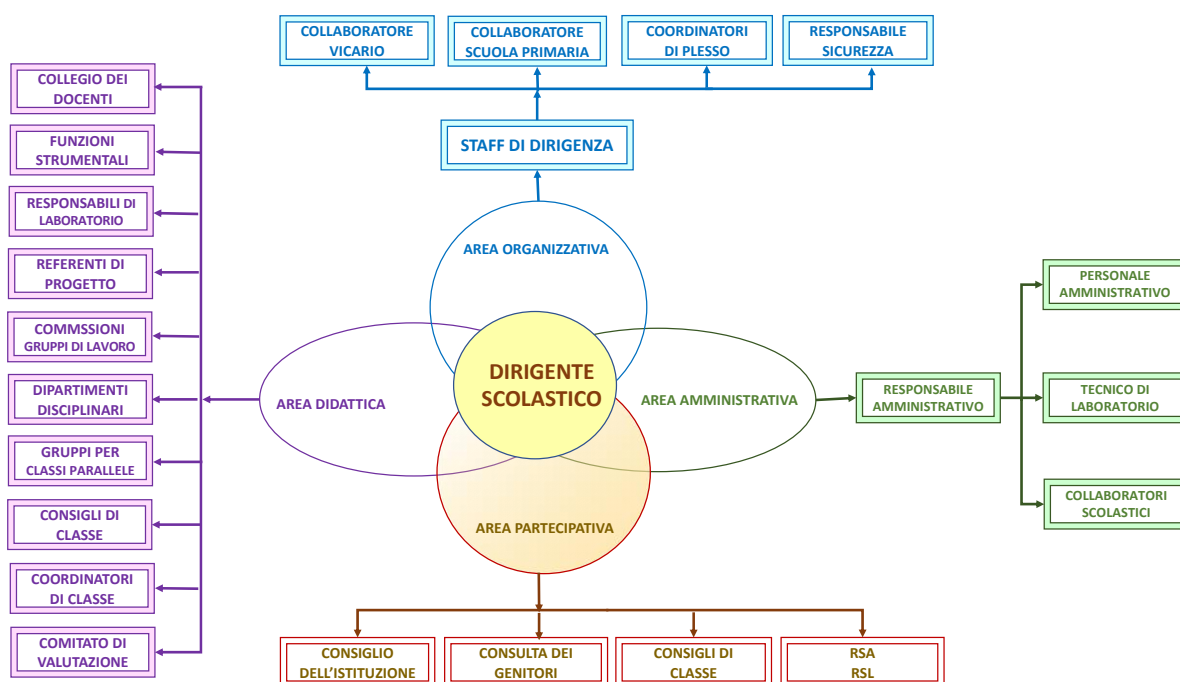 COLLABORATORE
VICARIO
COLLABORATORE
SCUOLA PRIMARIA
COORDINATORI
DI PLESSO
RESPONSABILE
SICUREZZA
STAFF DI DIRIGENZA
COLLEGIO DEI
DOCENTI
FUNZIONI
STRUMENTALI
RESPONSABILI DI
LABORATORIO
REFERENTI DI
PROGETTO
COMMSSIONI
GRUPPI DI LAVORO
DIPARTIMENTI
DISCIPLINARI
GRUPPI PER
CLASSI PARALLELE
CONSIGLI DI
CLASSE
COORDINATORI
DI CLASSE
COMITATO DI
VALUTAZIONE
AREA ORGANIZZATIVA
AREA DIDATTICA
DIRIGENTE
SCOLASTICO
AREA AMMINISTRATIVA
AREA PARTECIPATIVA
RESPONSABILE
AMMINISTRATIVO
PERSONALE
AMMINISTRATIVO
TECNICO DI
LABORATORIO
COLLABORATORI
SCOLASTICI
CONSIGLIO
DELL'ISTITUZIONE
CONSULTA DEI
GENITORI
CONSIGLI DI
CLASSE
RSA
RSL